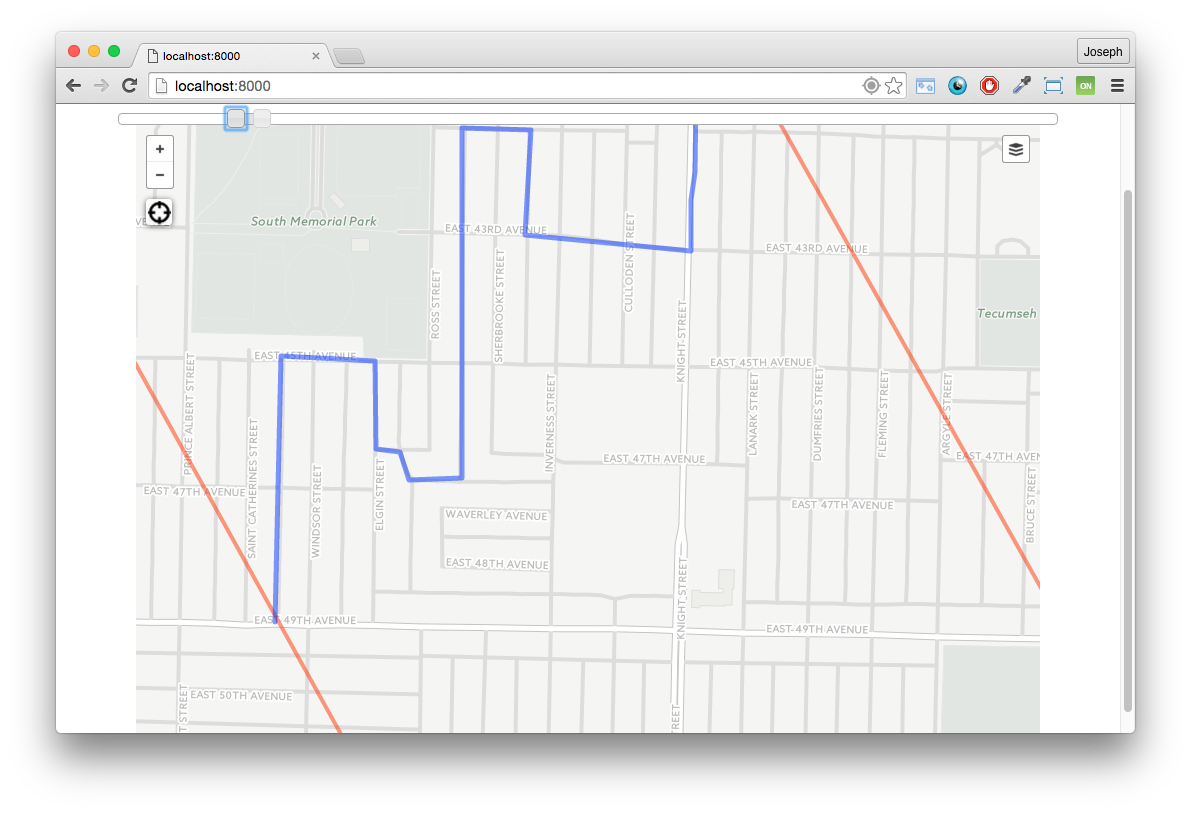 localhost:8000
Joseph
localhost:8000
ON
+
−
South Memorial Park
EAST 43RD AVENUE
EAST 43RD AVENUE
CULLODEN STREET
ROSS STREET
SHERBROOKE STREET
KNIGHT STREET
Tecumseh
EAST 45TH AVENUE
EAST 45TH AVENUE
PRINCE ALBERT STREET
SAINT CATHERINES STREET
WINDSOR STREET
ELGIN STREET
INVERNESS STREET
LANARK STREET
DUMFRIES STREET
FLEMING STREET
ARGYLE STREET
EAST 47TH AVENUE
EAST 47TH AVEN
EAST 47TH AVENUE
EAST 47TH AVENUE
BRUCE STREET
WAVERLEY AVENUE
EAST 48TH AVENUE
KNIGHT STREET
EAST 49TH AVENUE
EAST 49TH AVENUE
EAST 50TH AVENUE
T STREET
STREET